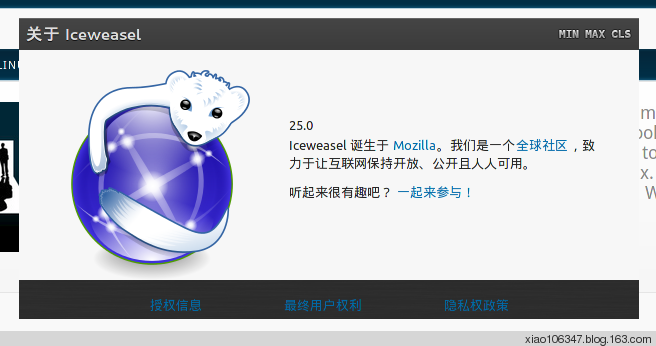 关于 Iceweasel
MIN MAX CLS
25.0
Iceweasel 诞生于 Mozilla。我们是一个全球社区，致
力于让互联网保持开放、公开且人人可用。
听起来很有趣吧？ 一起来参与！
授权信息 最终用户权利 隐私权政策
xiao106347.blog.163.com